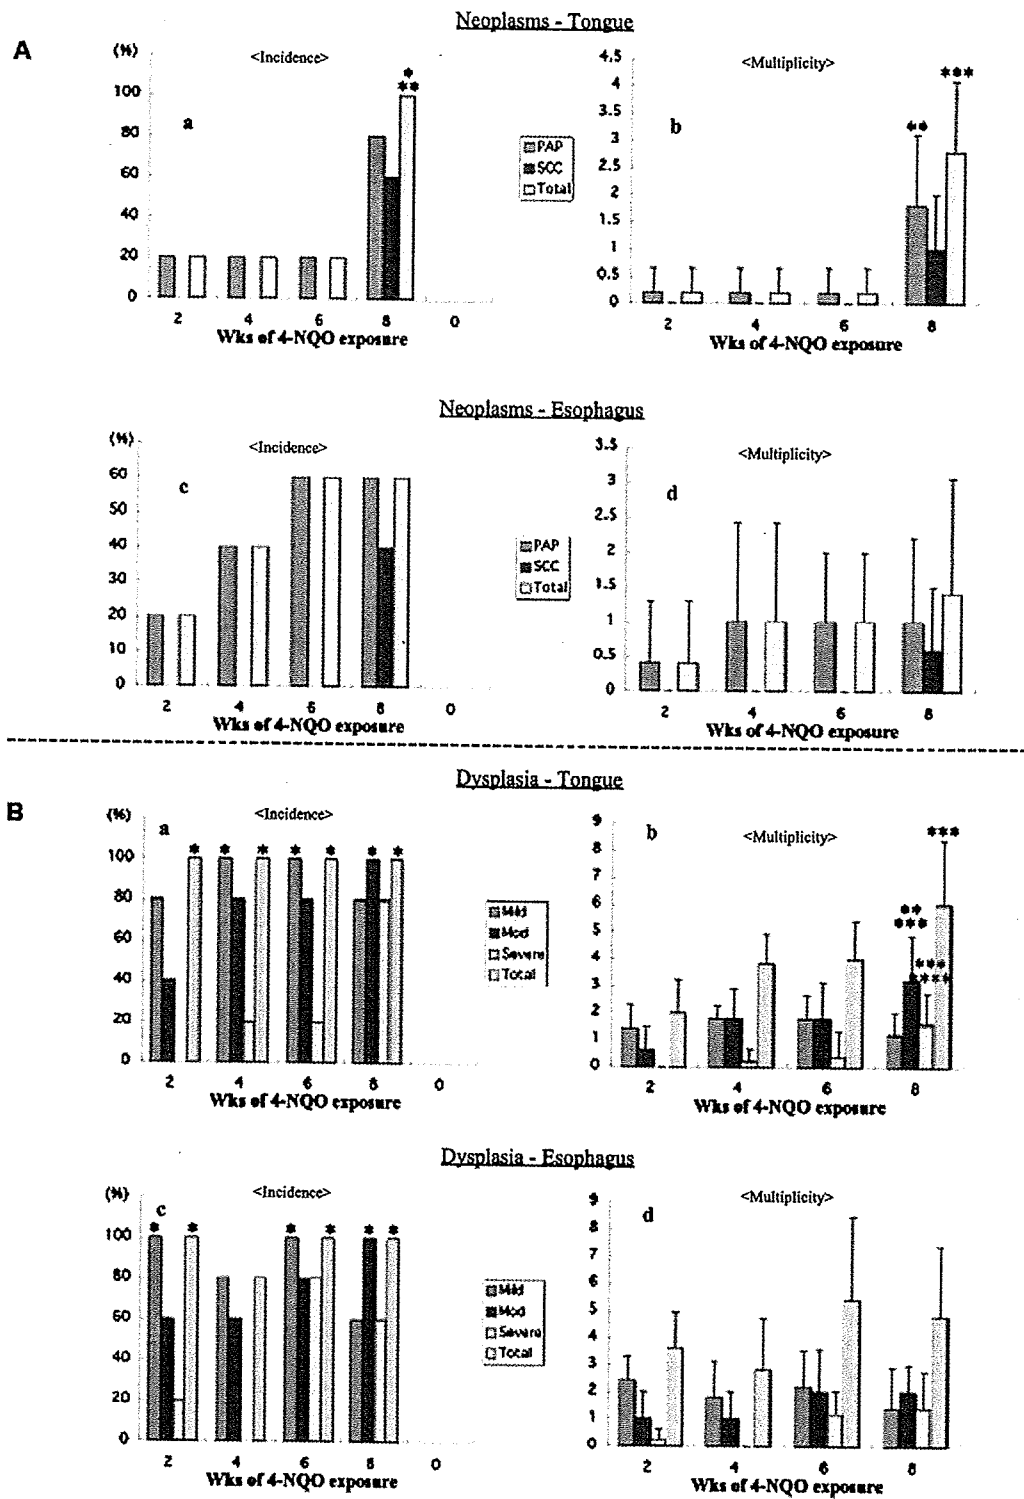 Neoplasms - Tongue
A
(%)
<Incidence>
*
**
100
80
60
40
20
0
a
2 4 6 8 0
Wks of 4-NQO exposure
PAP
SCC
Total
<Multiplicity>
4.5
4
3.5
3
2.5
2
1.5
1
0.5
0
b
**
***
2 4 6 8
Wks of 4-NQO exposure
Neoplasms - Esophagus
(%)
<Incidence>
60
50
40
30
20
10
0
c
2 4 6 8 0
Wks of 4-NQO exposure
PAP
SCC
Total
<Multiplicity>
3.5
3
2.5
2
1.5
1
0.5
0
d
2 4 6 8
Wks of 4-NQO exposure
Dysplasia - Tongue
B
(%)
<Incidence>
a
100
80
60
40
20
0
* * * * * * *
2 4 6 8 0
Wks of 4-NQO exposure
Mild
Mod
Severe
Total
<Multiplicity>
9
8
7
6
5
4
3
2
1
0
b
***
**
***
***
****
2 4 6 8
Wks of 4-NQO exposure
Dysplasia - Esophagus
(%)
<Incidence>
c
100
80
60
40
20
0
* * * * * *
2 4 6 8 0
Wks of 4-NQO exposure
Mild
Mod
Severe
Total
<Multiplicity>
9
8
7
6
5
4
3
2
1
0
d
2 4 6 8
Wks of 4-NQO exposure